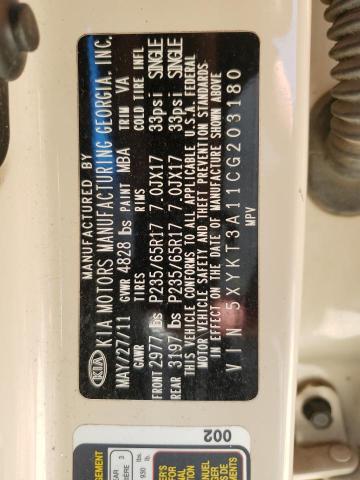 MANUFACTURED BY
KIA KIA MOTORS MANUFACTURING GEORGIA, INC.
MAY/27/11 GVWR 4828 lbs PAINT MBA TRIM VA
GAWR TIRES RIMS COLD TIRE INFL
FRONT 2977 lbs P235/65R17 7.0JX17 33psi SINGLE
REAR 3197 lbs P235/65R17 7.0JX17 33psi SINGLE
THIS VEHICLE CONFORMS TO ALL APPLICABLE U.S.A. FEDERAL
MOTOR VEHICLE SAFETY AND THEFT PREVENTION STANDARDS
IN EFFECT ON THE DATE OF MANUFACTURE SHOWN ABOVE
VIN 5XYKT3A11CG203180
MPV
002